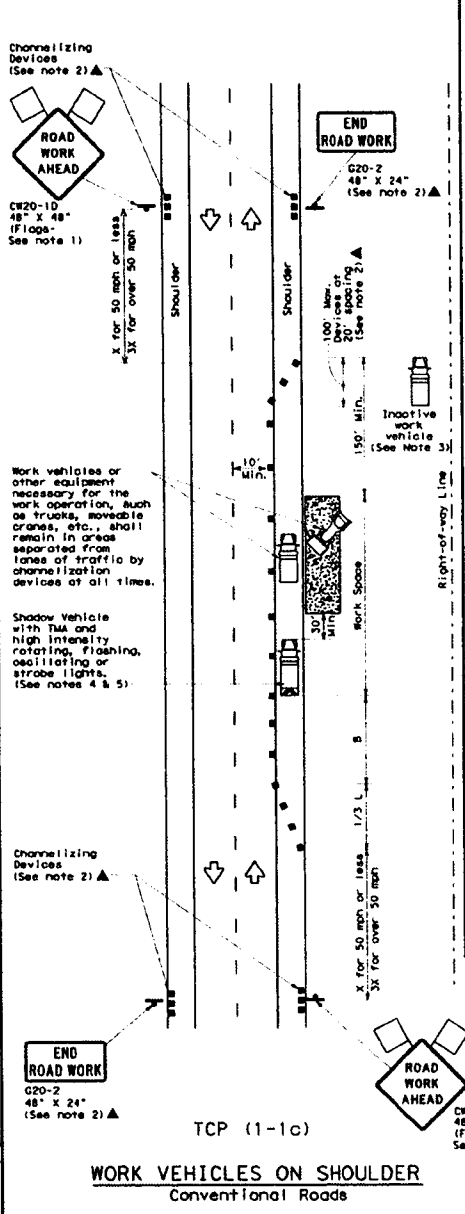 Channelizing
Devices
(See note 2)▲
ROAD
WORK
AHEAD
CW20-1D
48" X 48"
(Flags-
See note 1)
X for 50 mph or less
3X for over 50 mph
Shoulder
Shoulder
END
ROAD WORK
G20-2
48" X 24"
(See note 2)▲
100' Max.
Devices at
20' spacing
(See note 2)▲
150' Min.
Inactive
work
vehicle
(See Note 3)
Right-of-way Line
10'
Min.
Work vehicles or
other equipment
necessary for the
work operation, such
as trucks, moveable
cranes, etc., shall
remain in areas
separated from
lanes of traffic by
channelization
devices at all times.
Work Space
30'
Min.
Shadow Vehicle
with TMA and
high intensity
rotating, flashing,
oscillating or
strobe lights.
(See notes 4 & 5)
B
1/3 L
Channelizing
Devices
(See note 2)▲
X for 50 mph or less
3X for over 50 mph
END
ROAD WORK
G20-2
48" X 24"
(See note 2)▲
ROAD
WORK
AHEAD
CW
48
(F
Se
TCP (1-1c)
WORK VEHICLES ON SHOULDER
Conventional Roads